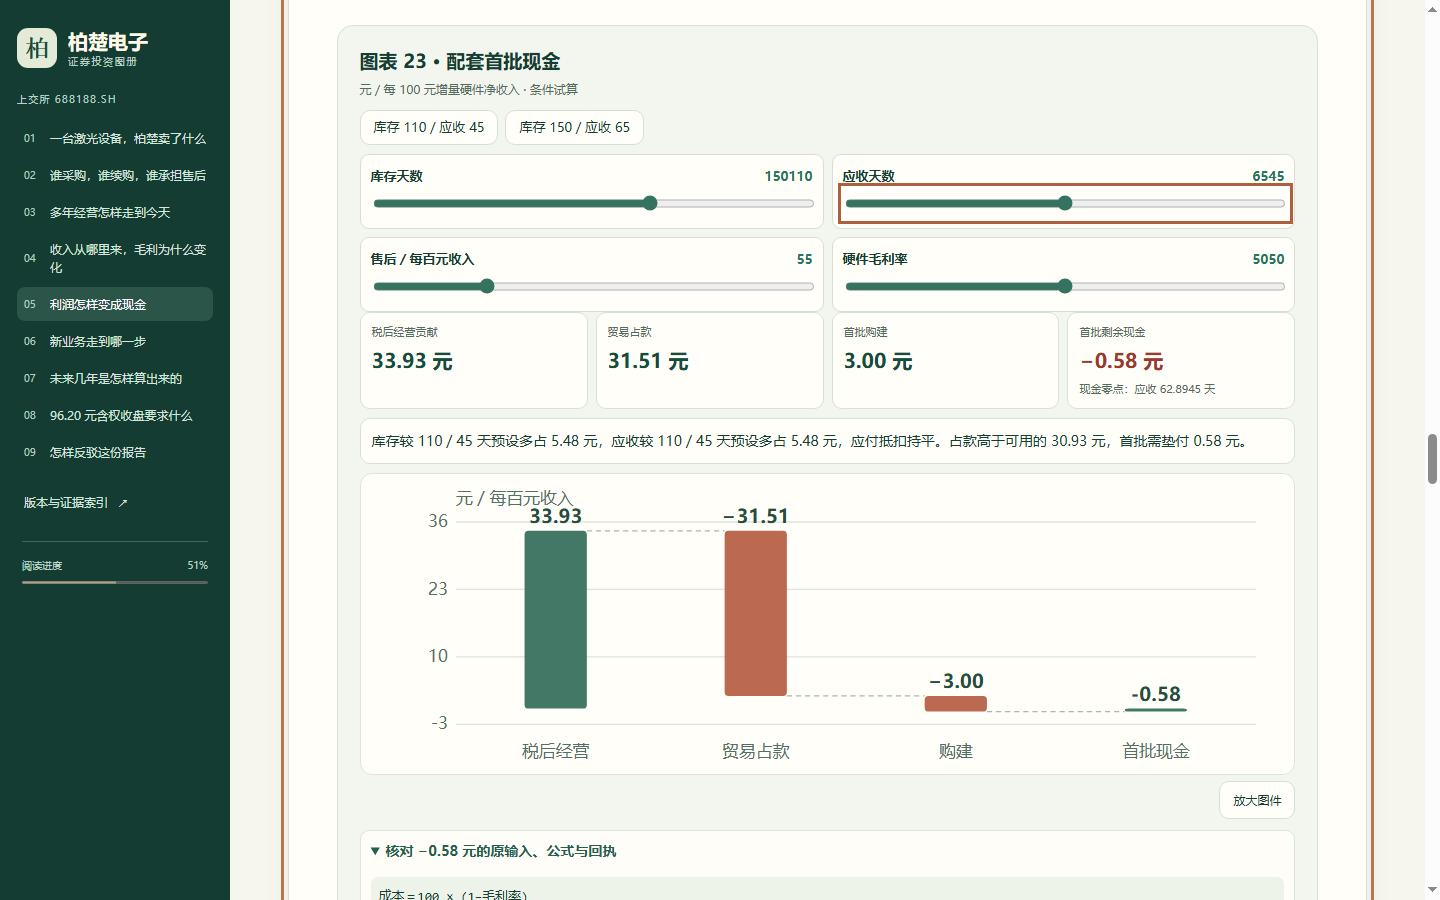 柏
柏楚电子
证券投资图册
上交所 688188.SH
01 一台激光设备，柏楚卖了什么
02 谁采购，谁续购，谁承担售后
03 多年经营怎样走到今天
04 收入从哪里来，毛利为什么变
化
05 利润怎样变成现金
06 新业务走到哪一步
07 未来几年是怎样算出来的
08 96.20 元含权收盘要求什么
09 怎样反驳这份报告
版本与证据索引 ↗
阅读进度 51%
图表 23 • 配套首批现金
元 / 每 100 元增量硬件净收入 · 条件试算
库存 110 / 应收 45
库存 150 / 应收 65
库存天数 150110
应收天数 6545
售后 / 每百元收入 55
硬件毛利率 5050
税后经营贡献
33.93 元
贸易占款
31.51 元
首批购建
3.00 元
首批剩余现金
−0.58 元
现金零点：应收 62.8945 天
库存较 110 / 45 天预设多占 5.48 元，应收较 110 / 45 天预设多占 5.48 元，应付抵扣持平。占款高于可用的 30.93 元，首批需垫付 0.58 元。
元 / 每百元收入
36
23
10
-3
33.93
−31.51
−3.00
-0.58
税后经营
贸易占款
购建
首批现金
放大图件
▼ 核对 −0.58 元的原输入、公式与回执
成本 = 100 × (1−毛利率)